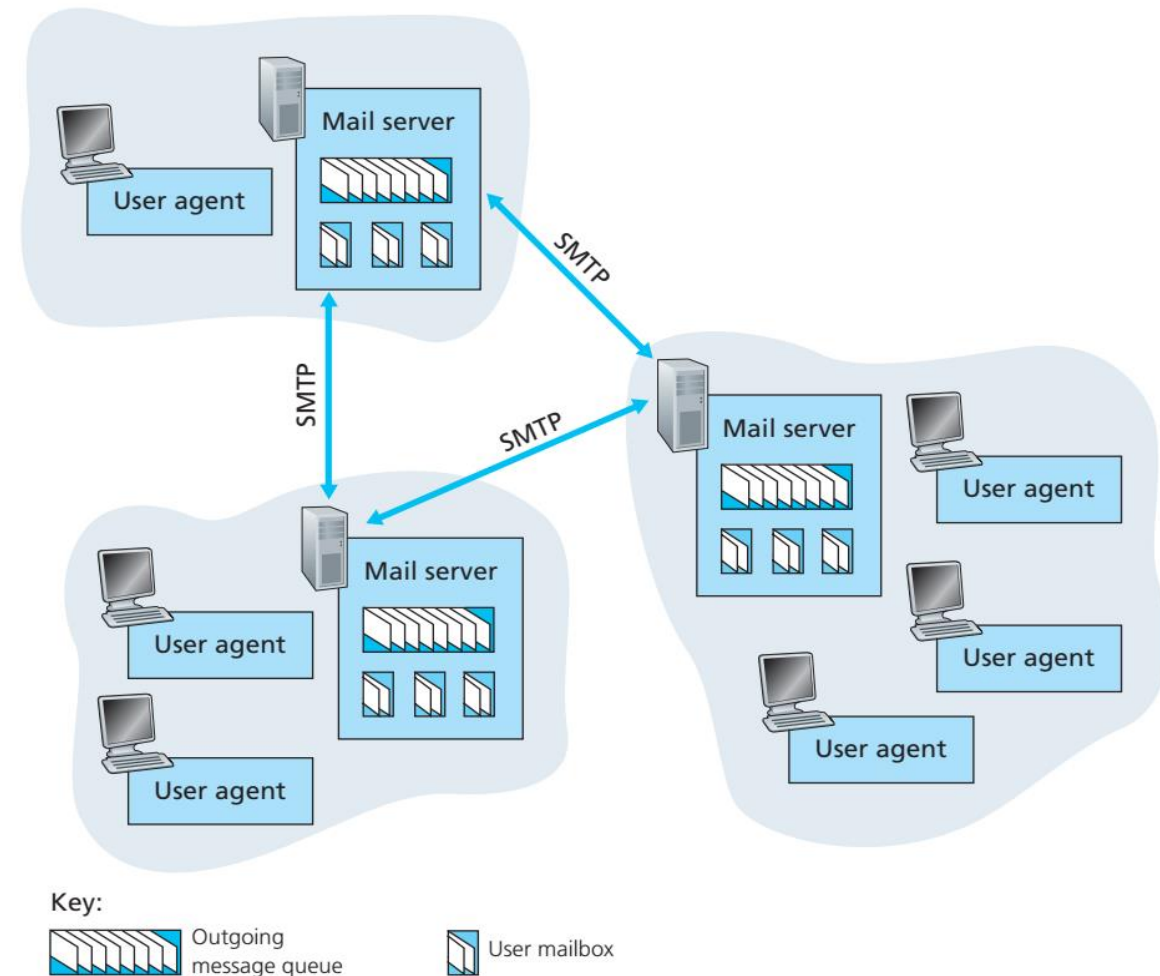 Mail server
User agent
SMTP
SMTP
SMTP
Mail server
User agent
User agent
User agent
Mail server
User agent
User agent
Key:
Outgoing
message queue
User mailbox